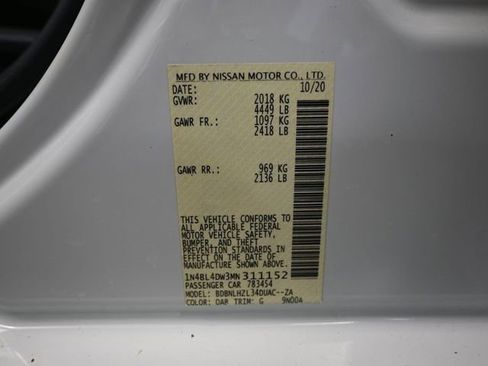 MFD BY NISSAN MOTOR CO., LTD.
DATE: 10/20
GVWR: 2018 KG
4449 LB
GAWR FR.: 1097 KG
2418 LB
GAWR RR.: 969 KG
2136 LB
THIS VEHICLE CONFORMS TO
ALL APPLICABLE FEDERAL
MOTOR VEHICLE SAFETY,
BUMPER, AND THEFT
PREVENTION STANDARDS IN
EFFECT ON THE DATE OF
MANUFACTURE SHOWN ABOVE.
1N4BL4DW3MN311152
PASSENGER CAR 783454
MODEL: BDBNLHZL34DUAC--ZA
COLOR: QAB TRIM: G 9N00A